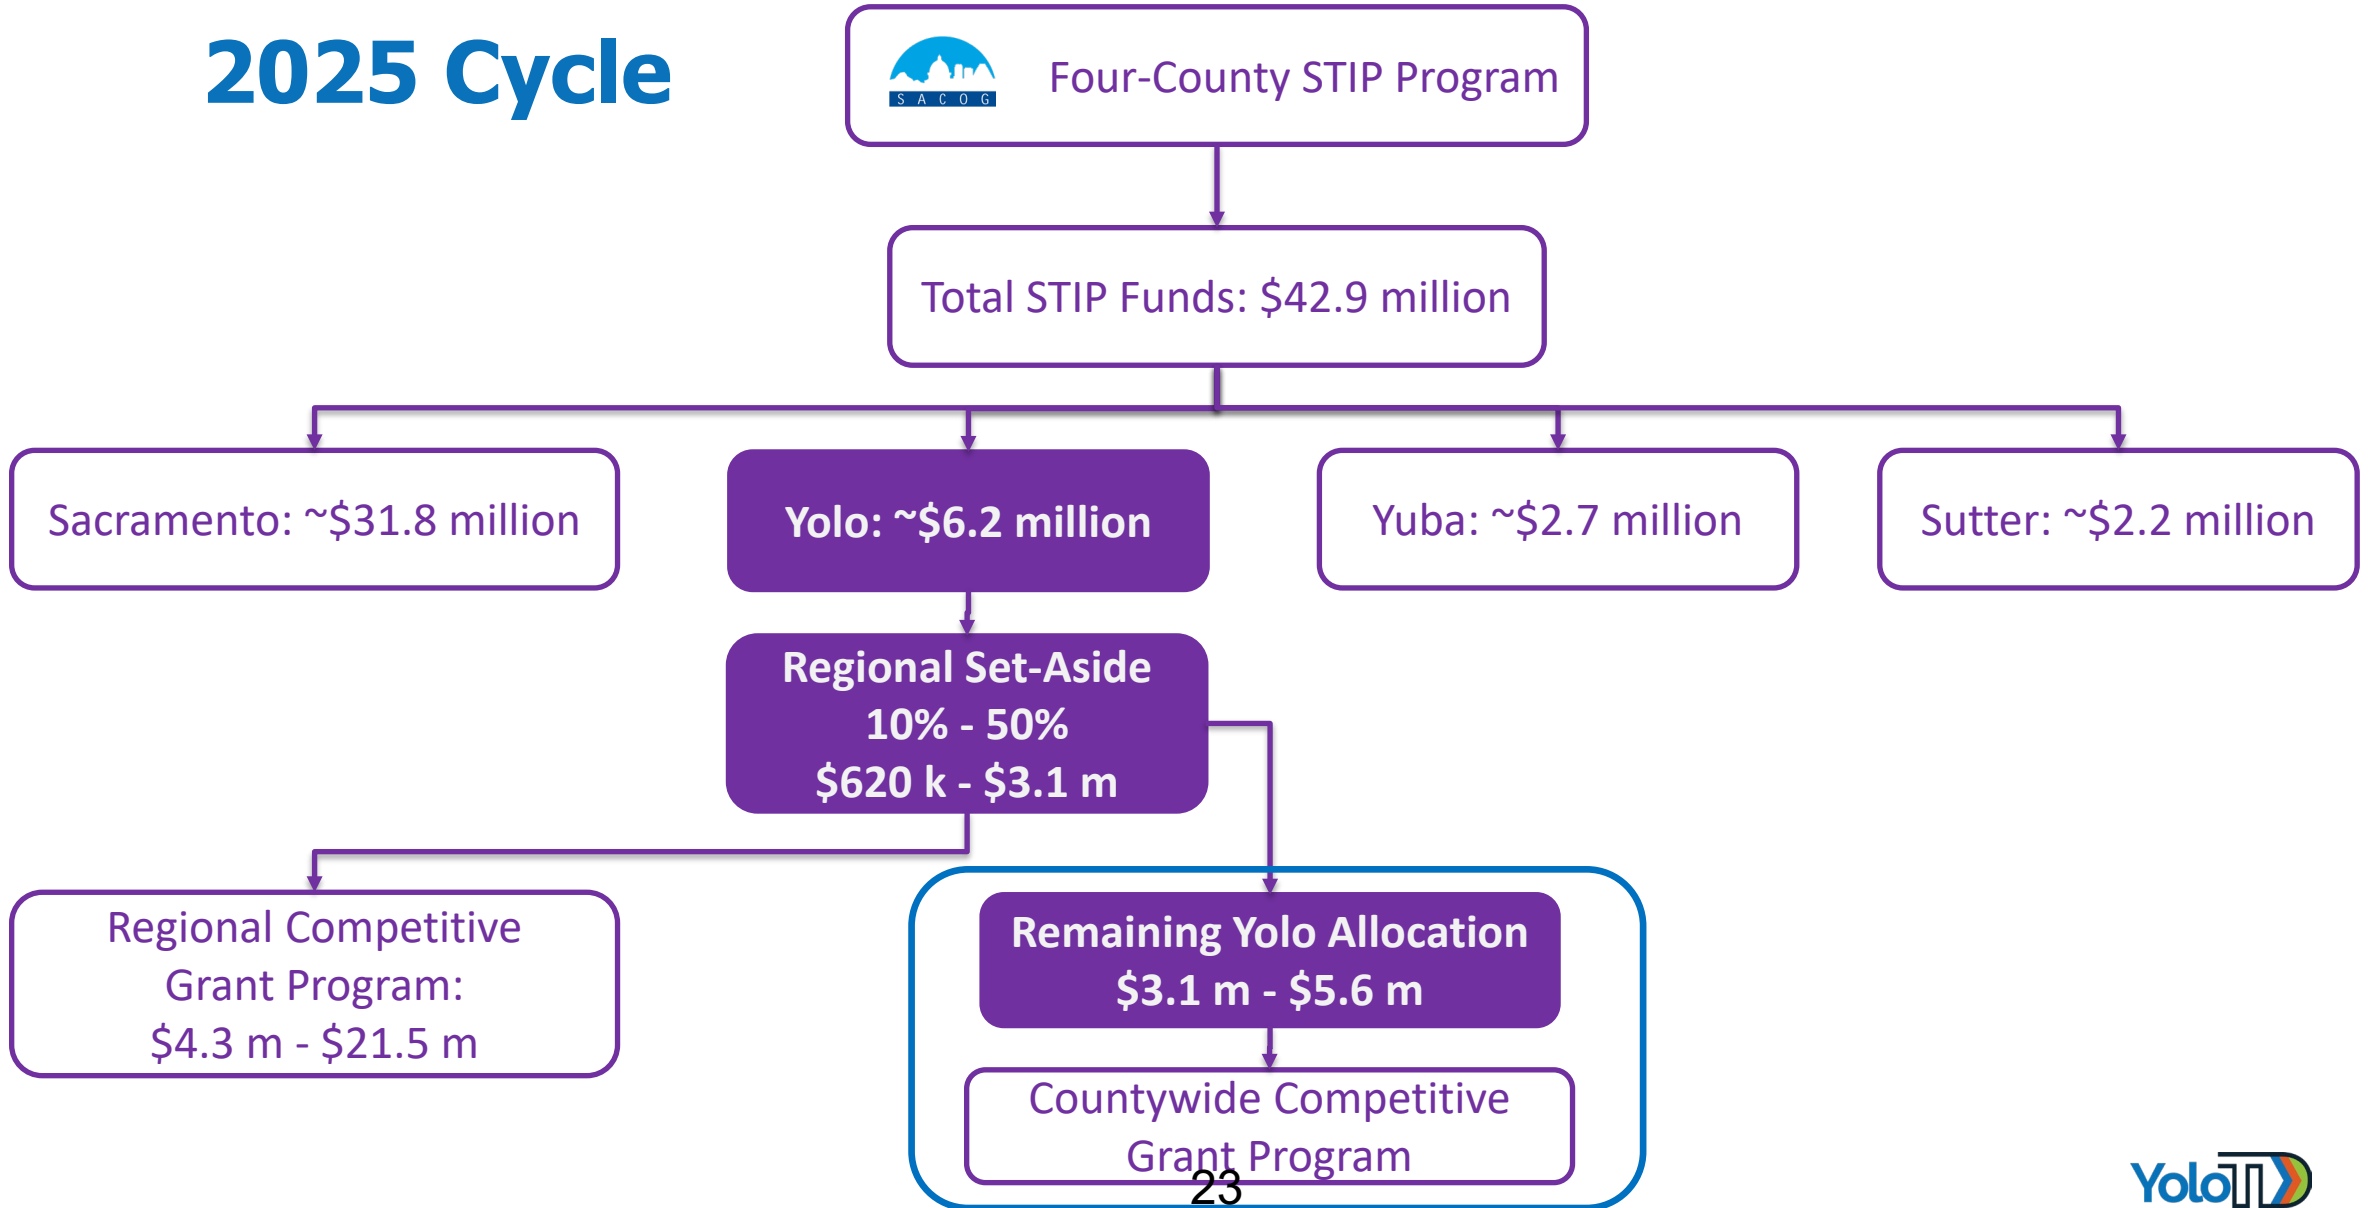 2025 Cycle
SACOG
Four-County STIP Program
Total STIP Funds: $42.9 million
Sacramento: ~$31.8 million
Yolo: ~$6.2 million
Yuba: ~$2.7 million
Sutter: ~$2.2 million
Regional Set-Aside
10% - 50%
$620 k - $3.1 m
Regional Competitive
Grant Program:
$4.3 m - $21.5 m
Remaining Yolo Allocation
$3.1 m - $5.6 m
Countywide Competitive
Grant Program
23
YoloTD